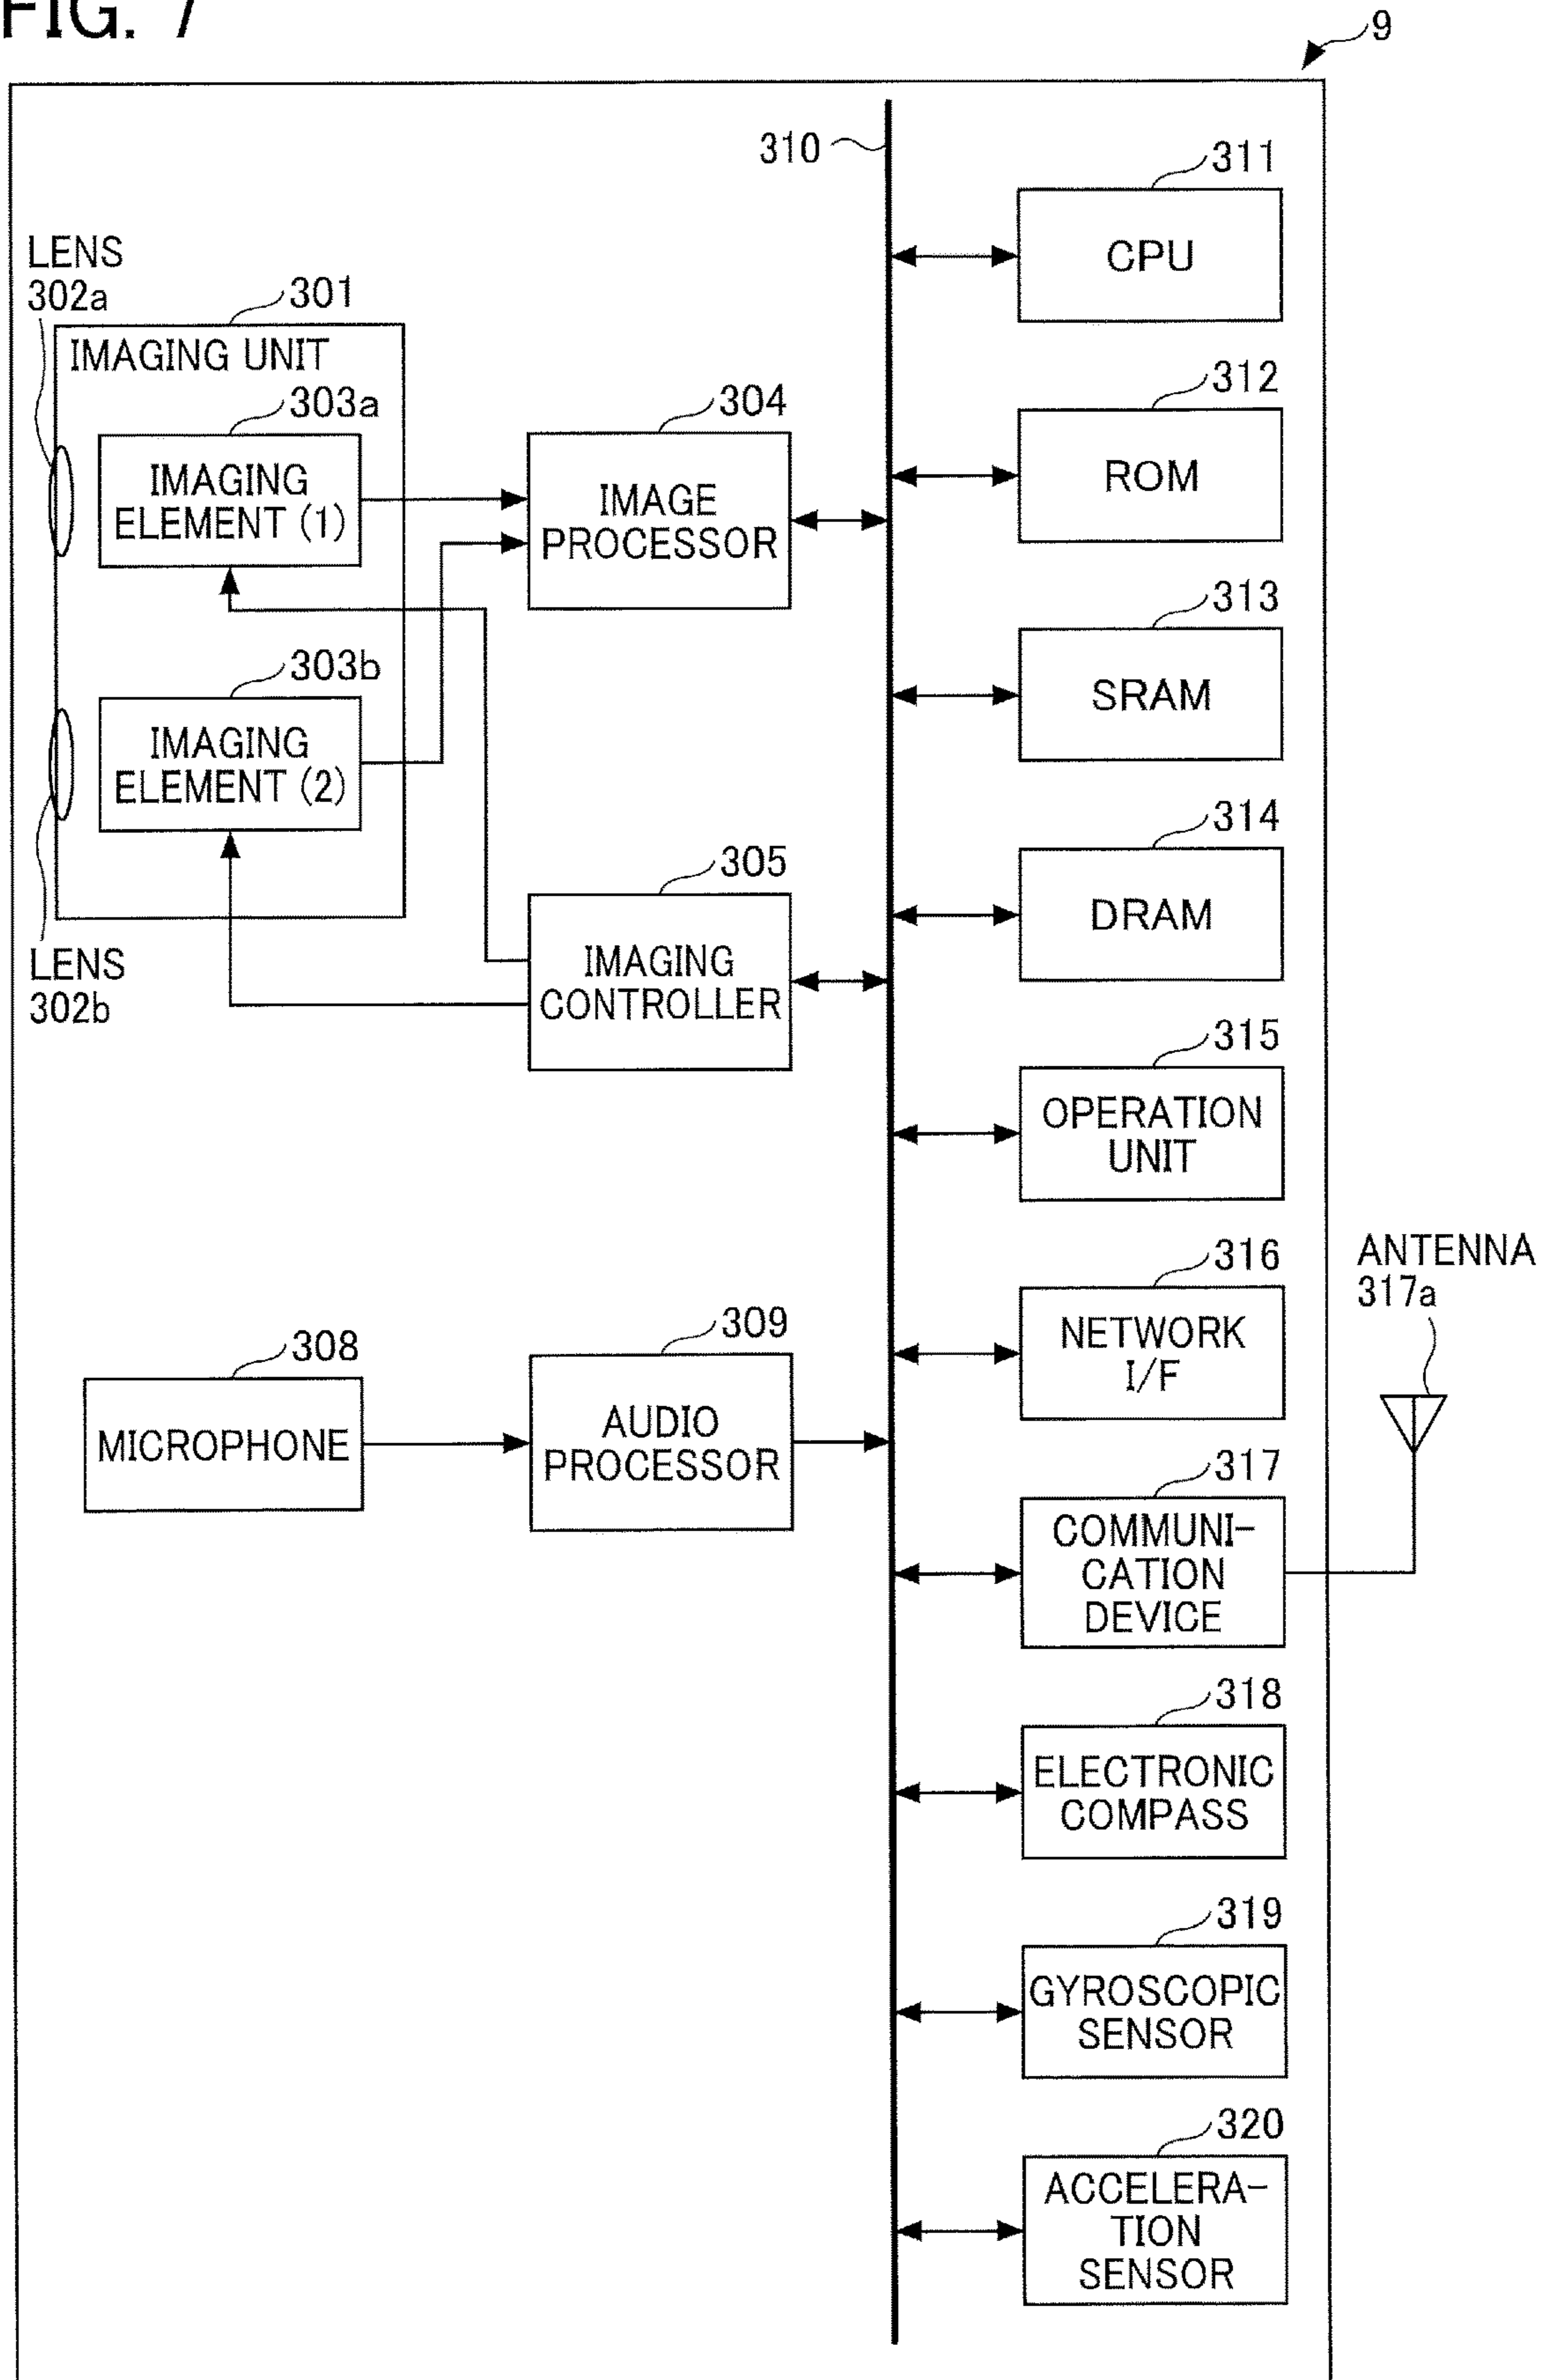 FIG. 7
9
310
311
CPU
LENS
302a
301
IMAGING UNIT
303a
IMAGING
ELEMENT (1)
304
IMAGE
PROCESSOR
312
ROM
313
SRAM
303b
IMAGING
ELEMENT (2)
LENS
302b
305
IMAGING
CONTROLLER
314
DRAM
315
OPERATION
UNIT
316
NETWORK
I/F
ANTENNA
317a
308
MICROPHONE
309
AUDIO
PROCESSOR
317
COMMUNI-
CATION
DEVICE
318
ELECTRONIC
COMPASS
319
GYROSCOPIC
SENSOR
320
ACCELERA-
TION
SENSOR